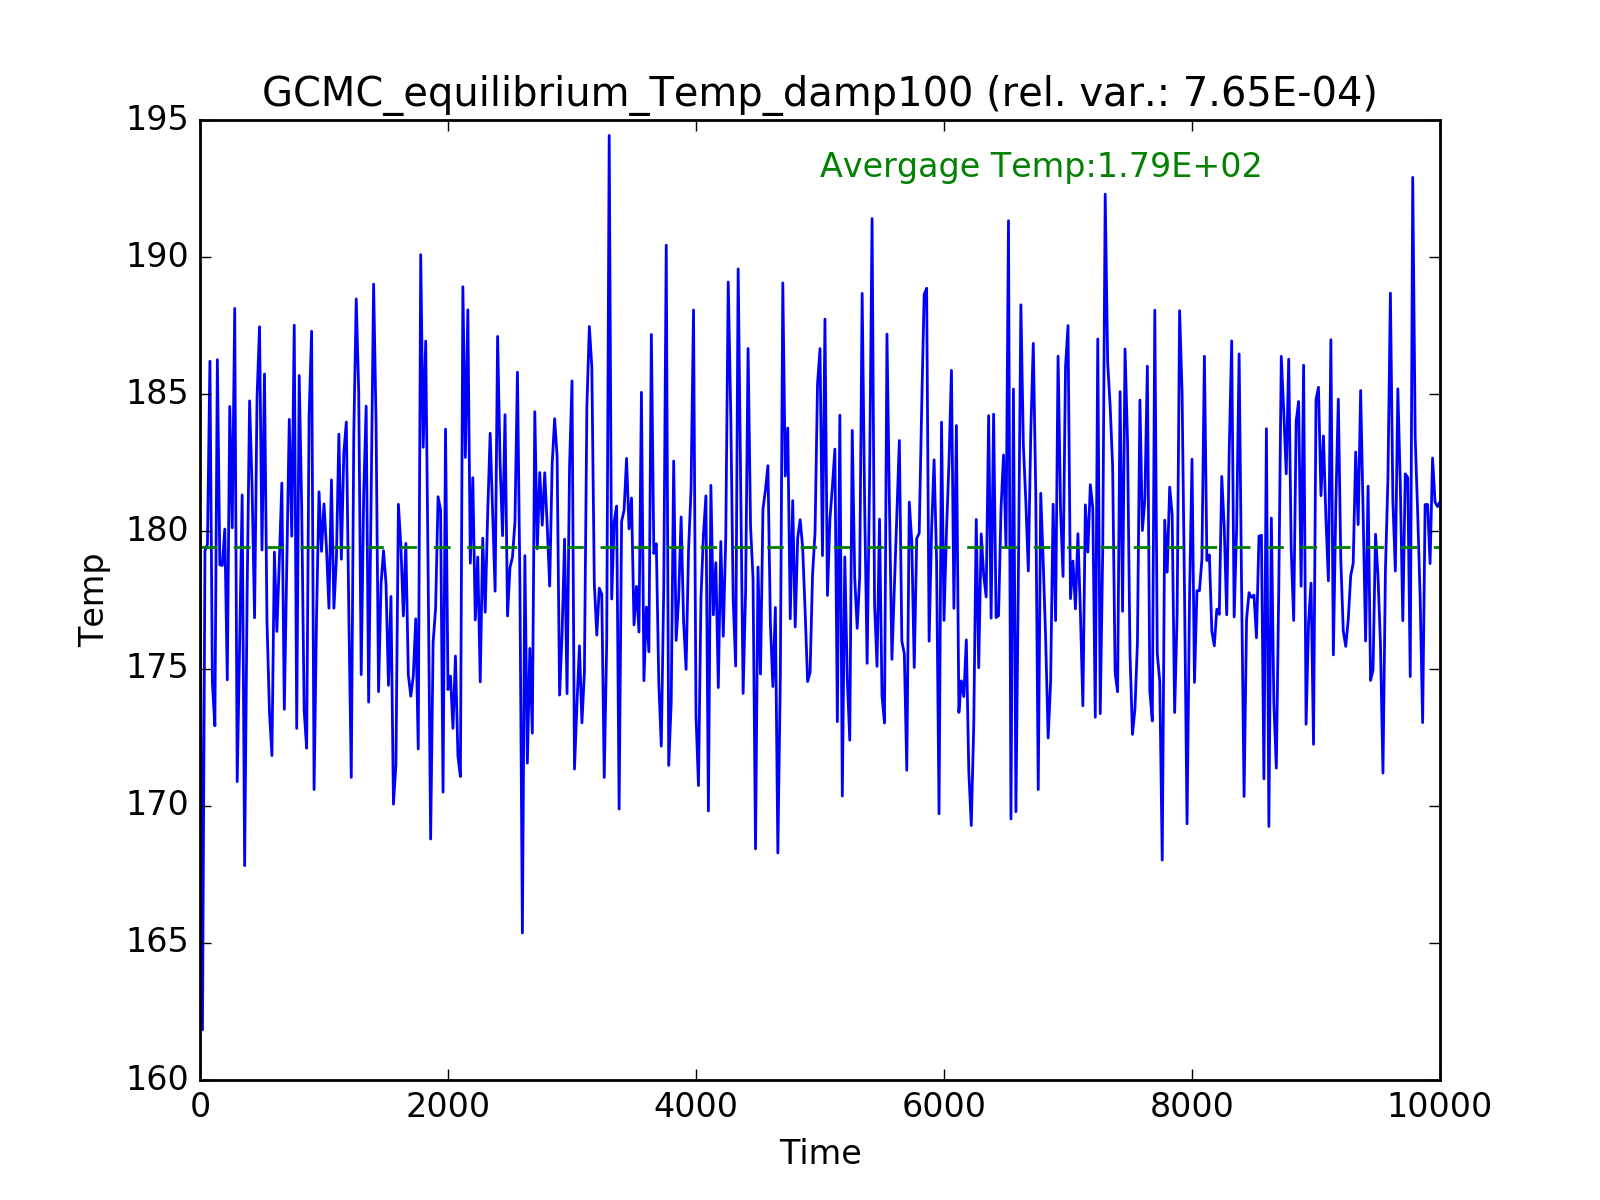 GCMC_equilibrium_Temp_damp100 (rel. var.: 7.65E-04)
Avergage Temp:1.79E+02
195
190
185
180
175
170
165
160
Temp
0 2000 4000 6000 8000 10000
Time